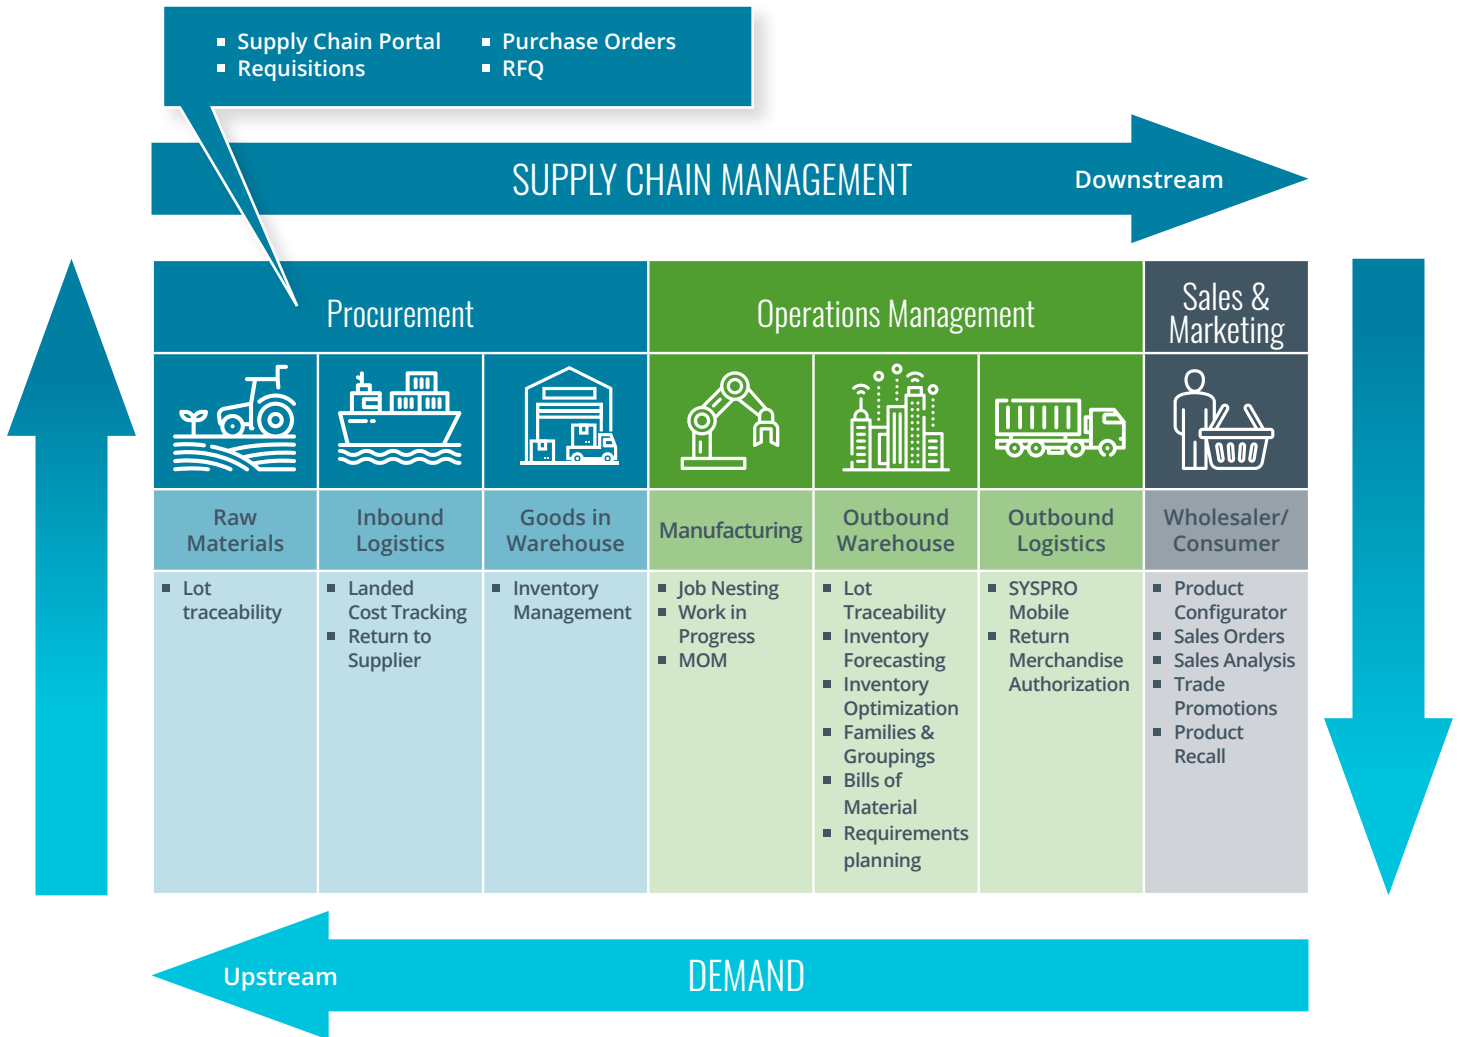 Supply Chain Portal
Requisitions
Purchase Orders
RFQ
SUPPLY CHAIN MANAGEMENT
Downstream
Procurement
Operations Management
Sales &
Marketing
Raw
Materials
Inbound
Logistics
Goods in
Warehouse
Manufacturing
Outbound
Warehouse
Outbound
Logistics
Wholesaler/
Consumer
Lot
traceability
Landed
Cost Tracking
Return to
Supplier
Inventory
Management
Job Nesting
Work in
Progress
MOM
Lot
Traceability
Inventory
Forecasting
Inventory
Optimization
Families &
Groupings
Bills of
Material
Requirements
planning
SYSPRO
Mobile
Return
Merchandise
Authorization
Product
Configurator
Sales Orders
Sales Analysis
Trade
Promotions
Product
Recall
Upstream
DEMAND